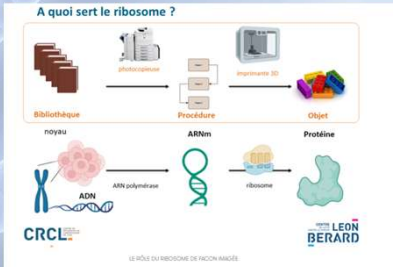 A quoi sert le ribosome ?
photocopieuse
imprimante 3D
Bibliothèque
Procédure
Objet
noyau
ARNm
Protéine
ADN
ARN polymérase
ribosome
CRCL
LEON
BERARD
LE RÔLE DU RIBOSOME DE FACON IMAGÉE.